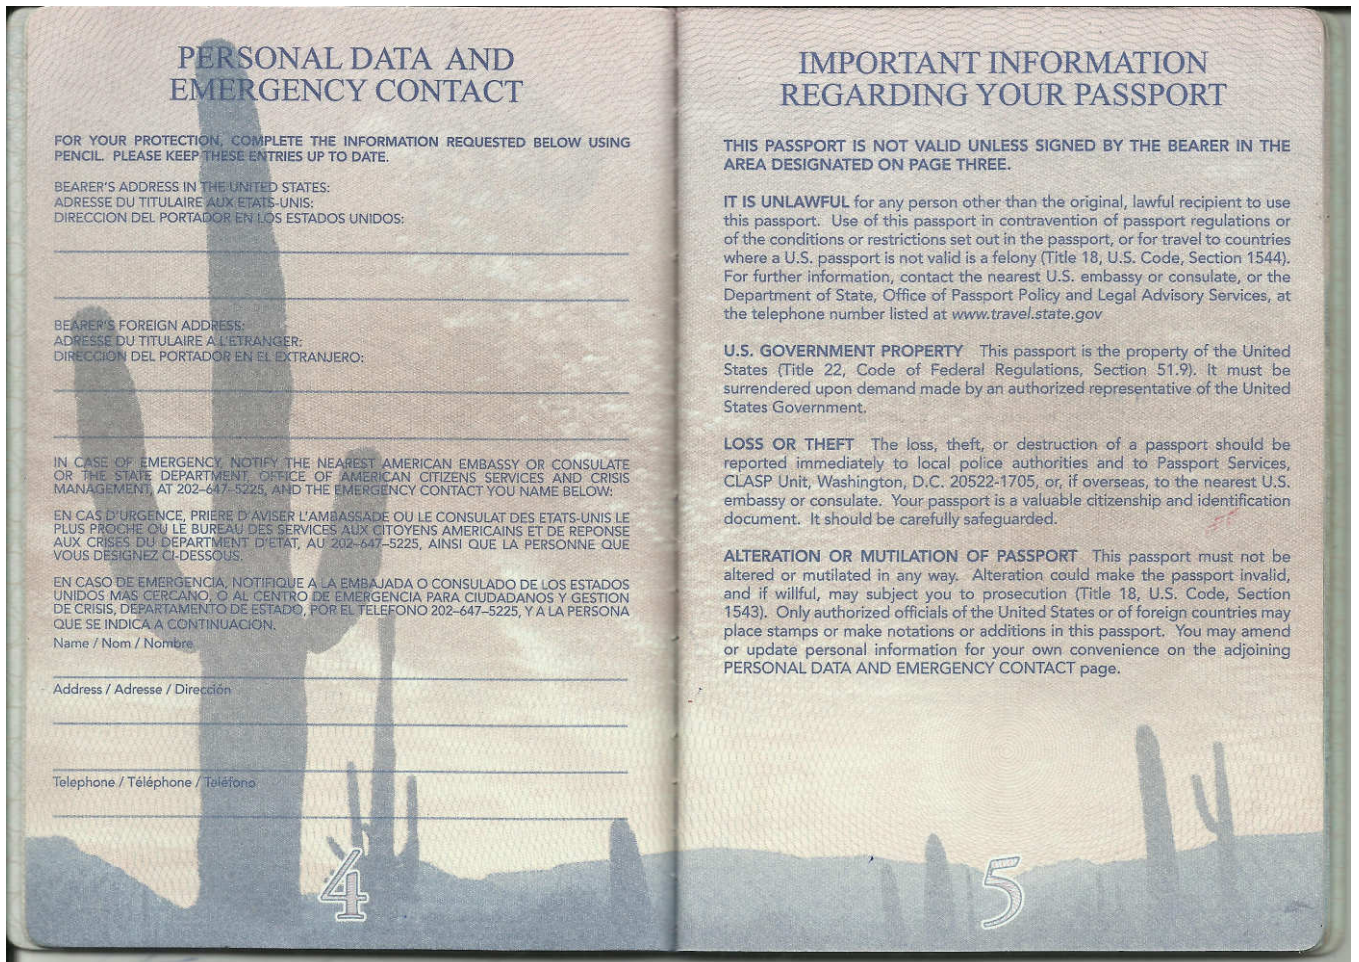 PERSONAL DATA AND
EMERGENCY CONTACT
FOR YOUR PROTECTION, COMPLETE THE INFORMATION REQUESTED BELOW USING
PENCIL. PLEASE KEEP THESE ENTRIES UP TO DATE.
BEARER'S ADDRESS IN THE UNITED STATES:
ADRESSE DU TITULAIRE AUX ETATS-UNIS:
DIRECCION DEL PORTADOR EN LOS ESTADOS UNIDOS:
BEARER'S FOREIGN ADDRESS:
ADRESSE DU TITULAIRE A L'ETRANGER:
DIRECCION DEL PORTADOR EN EL EXTRANJERO:
IN CASE OF EMERGENCY, NOTIFY THE NEAREST AMERICAN EMBASSY OR CONSULATE
OR THE STATE DEPARTMENT, OFFICE OF AMERICAN CITIZENS SERVICES AND CRISIS
MANAGEMENT, AT 202-647-5225, AND THE EMERGENCY CONTACT YOU NAME BELOW:
EN CAS D'URGENCE, PRIERE D'AVISER L'AMBASSADE OU LE CONSULAT DES ETATS-UNIS LE
PLUS PROCHE OU LE BUREAU DES SERVICES AUX CITOYENS AMERICAINS ET DE REPONSE
AUX CRISES DU DEPARTMENT D'ETAT, AU 202-647-5225, AINSI QUE LA PERSONNE QUE
VOUS DESIGNEZ CI-DESSOUS.
EN CASO DE EMERGENCIA, NOTIFIQUE A LA EMBAJADA O CONSULADO DE LOS ESTADOS
UNIDOS MAS CERCANO, O AL CENTRO DE EMERGENCIA PARA CIUDADANOS Y GESTION
DE CRISIS, DEPARTAMENTO DE ESTADO, POR EL TELEFONO 202-647-5225, Y A LA PERSONA
QUE SE INDICA A CONTINUACION.
Name / Nom / Nombre
Address / Adresse / Dirección
Telephone / Téléphone / Teléfono
4
IMPORTANT INFORMATION
REGARDING YOUR PASSPORT
THIS PASSPORT IS NOT VALID UNLESS SIGNED BY THE BEARER IN THE
AREA DESIGNATED ON PAGE THREE.
IT IS UNLAWFUL for any person other than the original, lawful recipient to use
this passport. Use of this passport in contravention of passport regulations or
of the conditions or restrictions set out in the passport, or for travel to countries
where a U.S. passport is not valid is a felony (Title 18, U.S. Code, Section 1544).
For further information, contact the nearest U.S. embassy or consulate, or the
Department of State, Office of Passport Policy and Legal Advisory Services, at
the telephone number listed at www.travel.state.gov
U.S. GOVERNMENT PROPERTY This passport is the property of the United
States (Title 22, Code of Federal Regulations, Section 51.9). It must be
surrendered upon demand made by an authorized representative of the United
States Government.
LOSS OR THEFT The loss, theft, or destruction of a passport should be
reported immediately to local police authorities and to Passport Services,
CLASP Unit, Washington, D.C. 20522-1705, or, if overseas, to the nearest U.S.
embassy or consulate. Your passport is a valuable citizenship and identification
document. It should be carefully safeguarded.
ALTERATION OR MUTILATION OF PASSPORT This passport must not be
altered or mutilated in any way. Alteration could make the passport invalid,
and if willful, may subject you to prosecution (Title 18, U.S. Code, Section
1543). Only authorized officials of the United States or of foreign countries may
place stamps or make notations or additions in this passport. You may amend
or update personal information for your own convenience on the adjoining
PERSONAL DATA AND EMERGENCY CONTACT page.
5